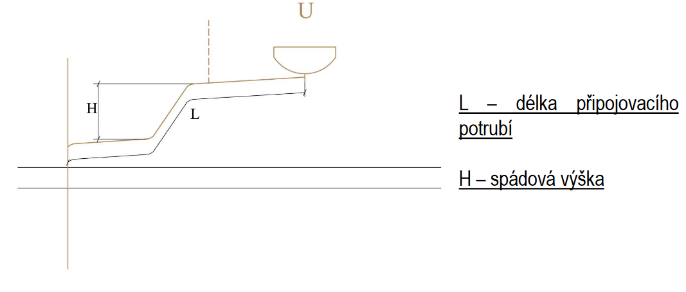 U
H
L
L – délka připojovacího
potrubí
H – spádová výška